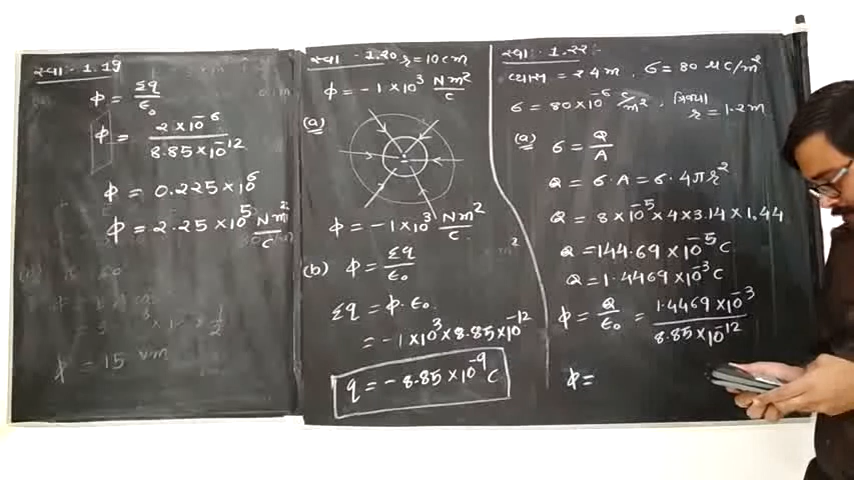 स्वा:- 1.19
ϕ = Σq/ε₀
ϕ = 2×10⁻⁶/8.85×10⁻¹²
ϕ = 0.225×10⁶
ϕ = 2.25×10⁵ Nm²/C
ϕ = 15 Vm
स्वा:- 1.20 r = 10 cm
ϕ = -1×10³ Nm²/C
(a)
ϕ = -1×10³ Nm²/C.
(b) ϕ = Σq/ε₀
Σq = ϕ·ε₀
= -1×10³×8.85×10⁻¹²
q = -8.85×10⁻⁹ C
स्वा:- 1.22:-
व्यास = 2.4m, σ = 80 μC/m²
σ = 80×10⁻⁶ C/m², त्रिज्या r = 1.2m
(a) σ = Q/A
Q = σ·A = σ·4πr²
Q = 8×10⁻⁵×4×3.14×1.44
Q = 144.69×10⁻⁵ C
Q = 1.4469×10⁻³ C
ϕ = Q/ε₀ = 1.4469×10⁻³/8.85×10⁻¹²
ϕ =